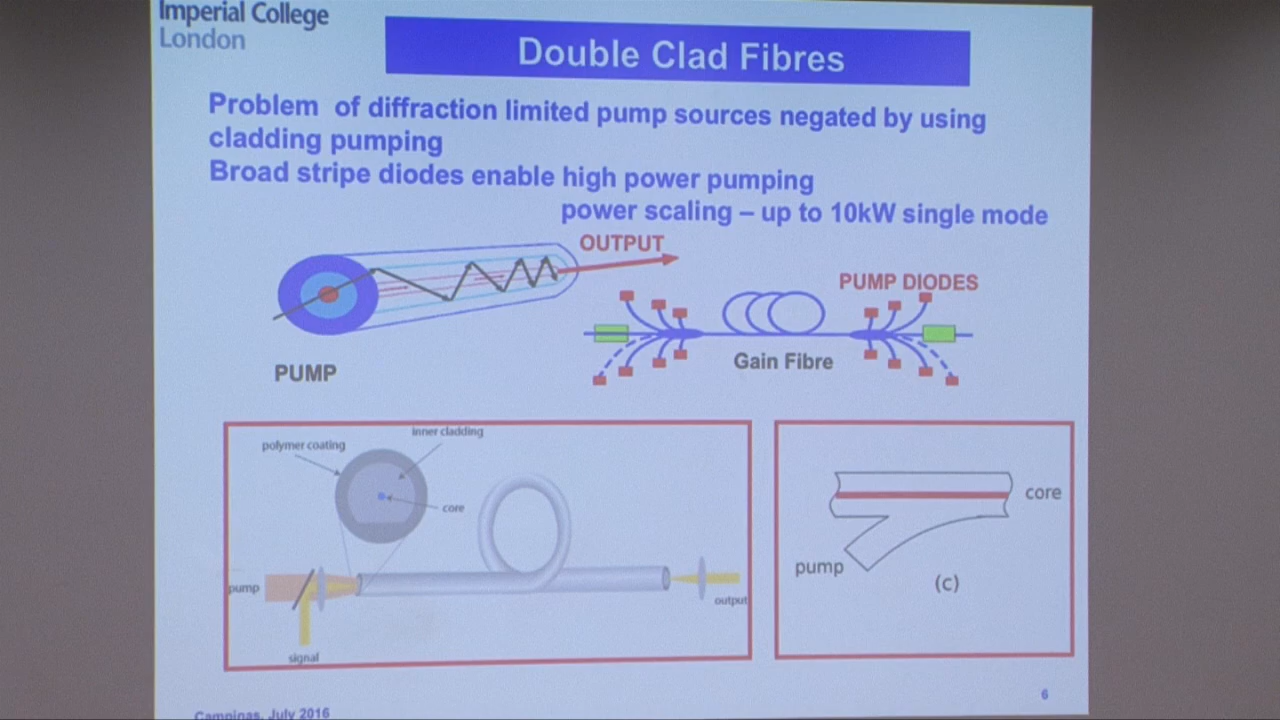 Imperial College
London
Double Clad Fibres
Problem of diffraction limited pump sources negated by using
cladding pumping
Broad stripe diodes enable high power pumping
power scaling – up to 10kW single mode
OUTPUT
PUMP DIODES
Gain Fibre
PUMP
inner cladding
polymer coating
core
pump
output
signal
core
pump
(c)
6
Campinas, July 2016